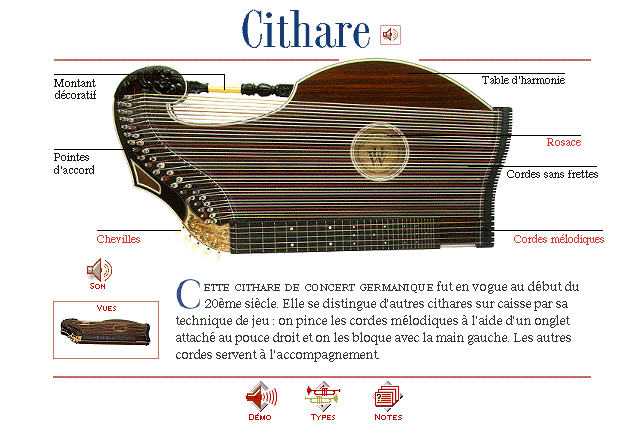 Cithare
Montant
décoratif
Table d'harmonie
Rosace
Pointes
d'accord
Cordes sans frettes
Chevilles
Cordes mélodiques
W
Son
Vues
CETTE CITHARE DE CONCERT GERMANIQUE fut en vogue au début du
20ème siècle. Elle se distingue d'autres cithares sur caisse par sa
technique de jeu : on pince les cordes mélodiques à l'aide d'un onglet
attaché au pouce droit et on les bloque avec la main gauche. Les autres
cordes servent à l'accompagnement.
Démo
Types
Notes